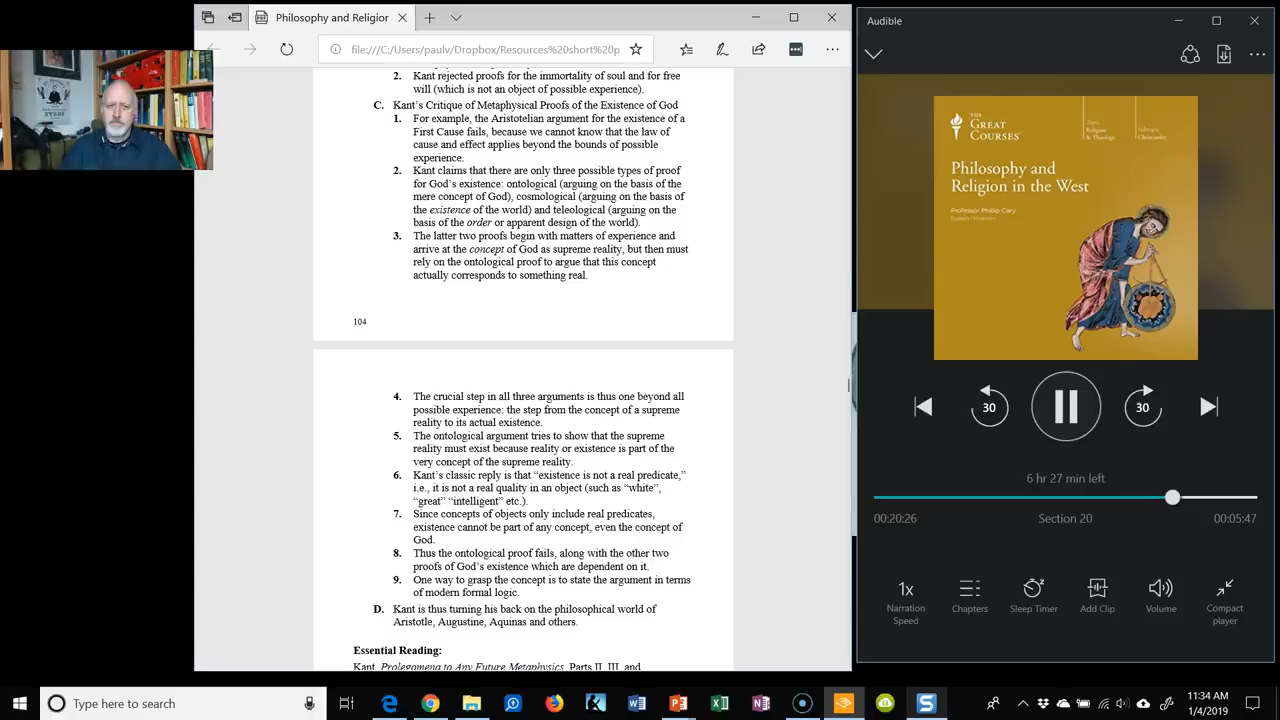 Philosophy and Religior
file:///C:/Users/paulv/Dropbox/Resources%20short%20p
2. Kant rejected proofs for the immortality of soul and for free
will (which is not an object of possible experience).
C. Kant's Critique of Metaphysical Proofs of the Existence of God
1. For example, the Aristotelian argument for the existence of a
First Cause fails, because we cannot know that the law of
cause and effect applies beyond the bounds of possible
experience.
2. Kant claims that there are only three possible types of proof
for God's existence: ontological (arguing on the basis of the
mere concept of God), cosmological (arguing on the basis of
the existence of the world) and teleological (arguing on the
basis of the order or apparent design of the world).
3. The latter two proofs begin with matters of experience and
arrive at the concept of God as supreme reality, but then must
rely on the ontological proof to argue that this concept
actually corresponds to something real.
104
4. The crucial step in all three arguments is thus one beyond all
possible experience: the step from the concept of a supreme
reality to its actual existence.
5. The ontological argument tries to show that the supreme
reality must exist because reality or existence is part of the
very concept of the supreme reality.
6. Kant's classic reply is that "existence is not a real predicate,"
i.e., it is not a real quality in an object (such as "white",
"great" "intelligent" etc.).
7. Since concepts of objects only include real predicates,
existence cannot be part of any concept, even the concept of
God.
8. Thus the ontological proof fails, along with the other two
proofs of God's existence which are dependent on it.
9. One way to grasp the concept is to state the argument in terms
of modern formal logic.
D. Kant is thus turning his back on the philosophical world of
Aristotle, Augustine, Aquinas and others.
Essential Reading:
Kant, Prolegomena to Any Future Metaphysics, Parts II, III, and
Audible
THE
GREAT
COURSES
Topic
Religion
& Theology
Subtopic
Christianity
Philosophy and
Religion in the West
Professor Phillip Cary
30
30
6 hr 27 min left
00:20:26
Section 20
00:05:47
1x
Narration
Speed
Chapters
Sleep Timer
Add Clip
Volume
Compact
player
Type here to search
11:34 AM
1/4/2019